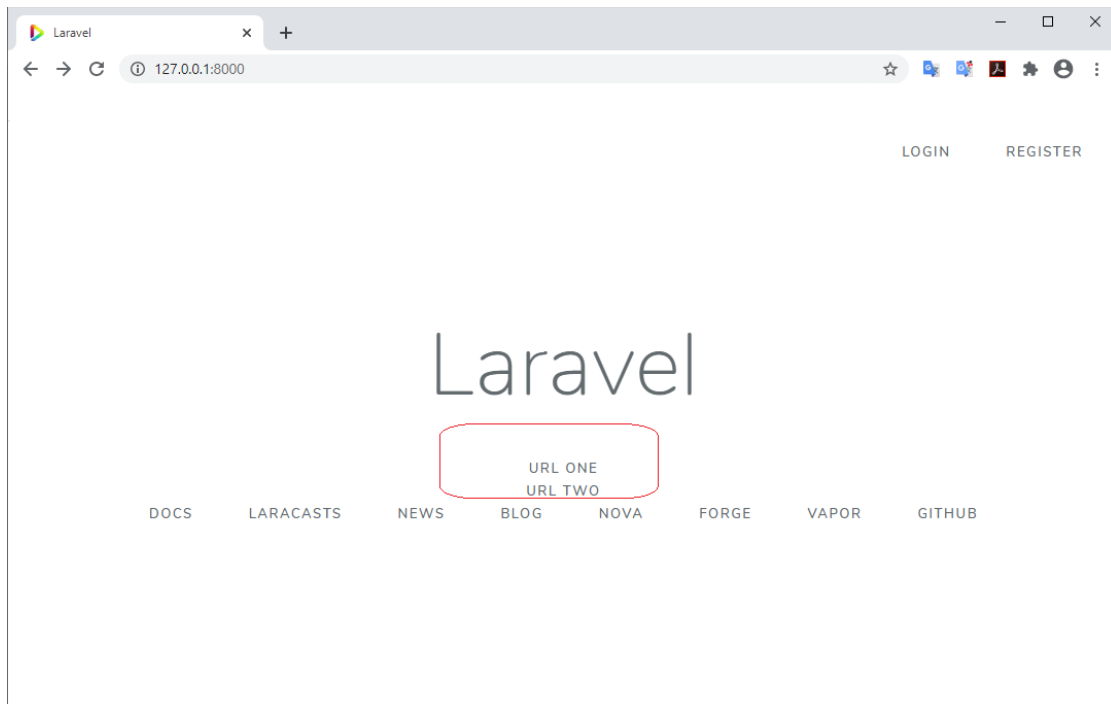 Laravel
127.0.0.1:8000
LOGIN REGISTER
Laravel
URL ONE
URL TWO
DOCS LARACASTS NEWS BLOG NOVA FORGE VAPOR GITHUB